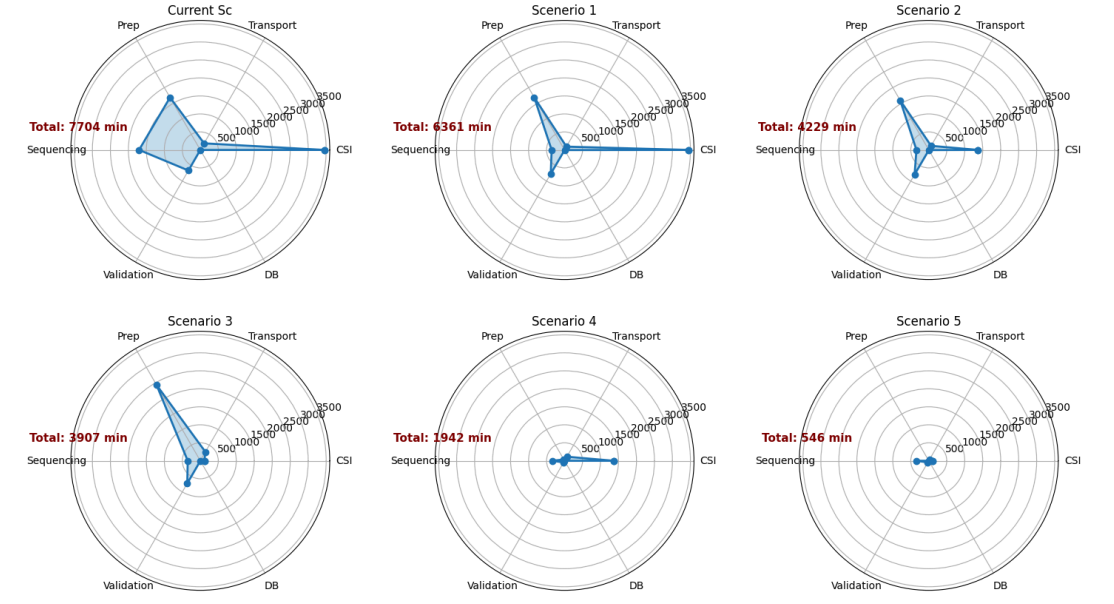 Current Sc
Prep
Transport
3500
3000
2500
2000
1500
1000
500
Total: 7704 min
Sequencing
CSI
Validation
DB
Scenerio 1
Prep
Transport
3500
3000
2500
2000
1500
1000
500
Total: 6361 min
Sequencing
CSI
Validation
DB
Scenario 2
Prep
Transport
3500
3000
2500
2000
1500
1000
500
Total: 4229 min
Sequencing
CSI
Validation
DB
Scenario 3
Prep
Transport
3500
3000
2500
2000
1500
1000
500
Total: 3907 min
Sequencing
CSI
Validation
DB
Scenario 4
Prep
Transport
3500
3000
2500
2000
1500
1000
500
Total: 1942 min
Sequencing
CSI
Validation
DB
Scenario 5
Prep
Transport
3500
3000
2500
2000
1500
1000
500
Total: 546 min
Sequencing
CSI
Validation
DB